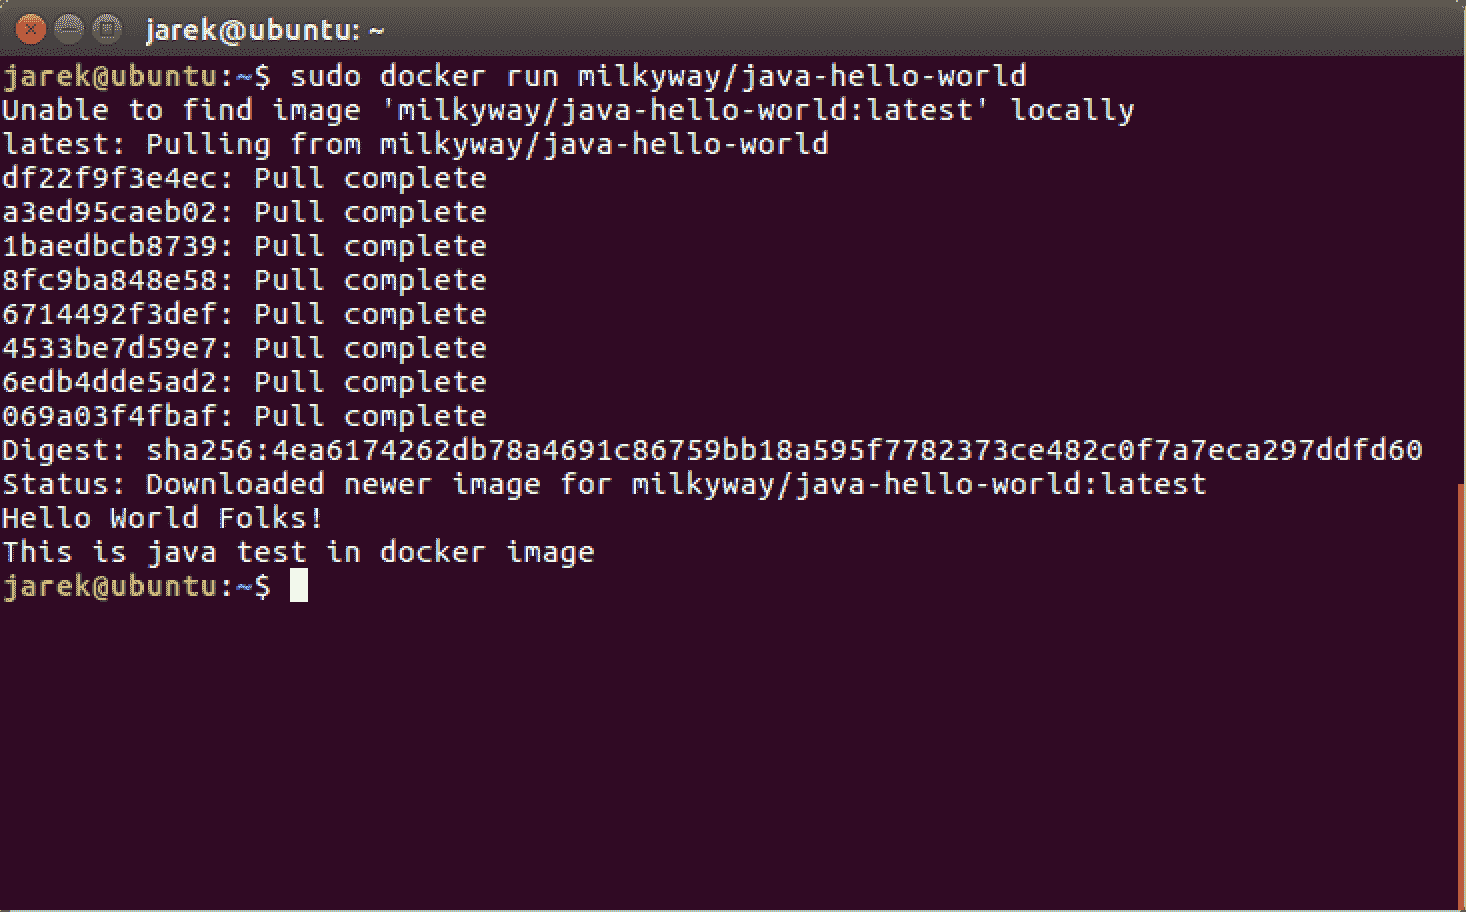 jarek@ubuntu: ~
jarek@ubuntu:~$ sudo docker run milkyway/java-hello-world
Unable to find image 'milkyway/java-hello-world:latest' locally
latest: Pulling from milkyway/java-hello-world
df22f9f3e4ec: Pull complete
a3ed95caeb02: Pull complete
1baedbcb8739: Pull complete
8fc9ba848e58: Pull complete
6714492f3def: Pull complete
4533be7d59e7: Pull complete
6edb4dde5ad2: Pull complete
069a03f4fbaf: Pull complete
Digest: sha256:4ea6174262db78a4691c86759bb18a595f7782373ce482c0f7a7eca297ddfd60
Status: Downloaded newer image for milkyway/java-hello-world:latest
Hello World Folks!
This is java test in docker image
jarek@ubuntu:~$